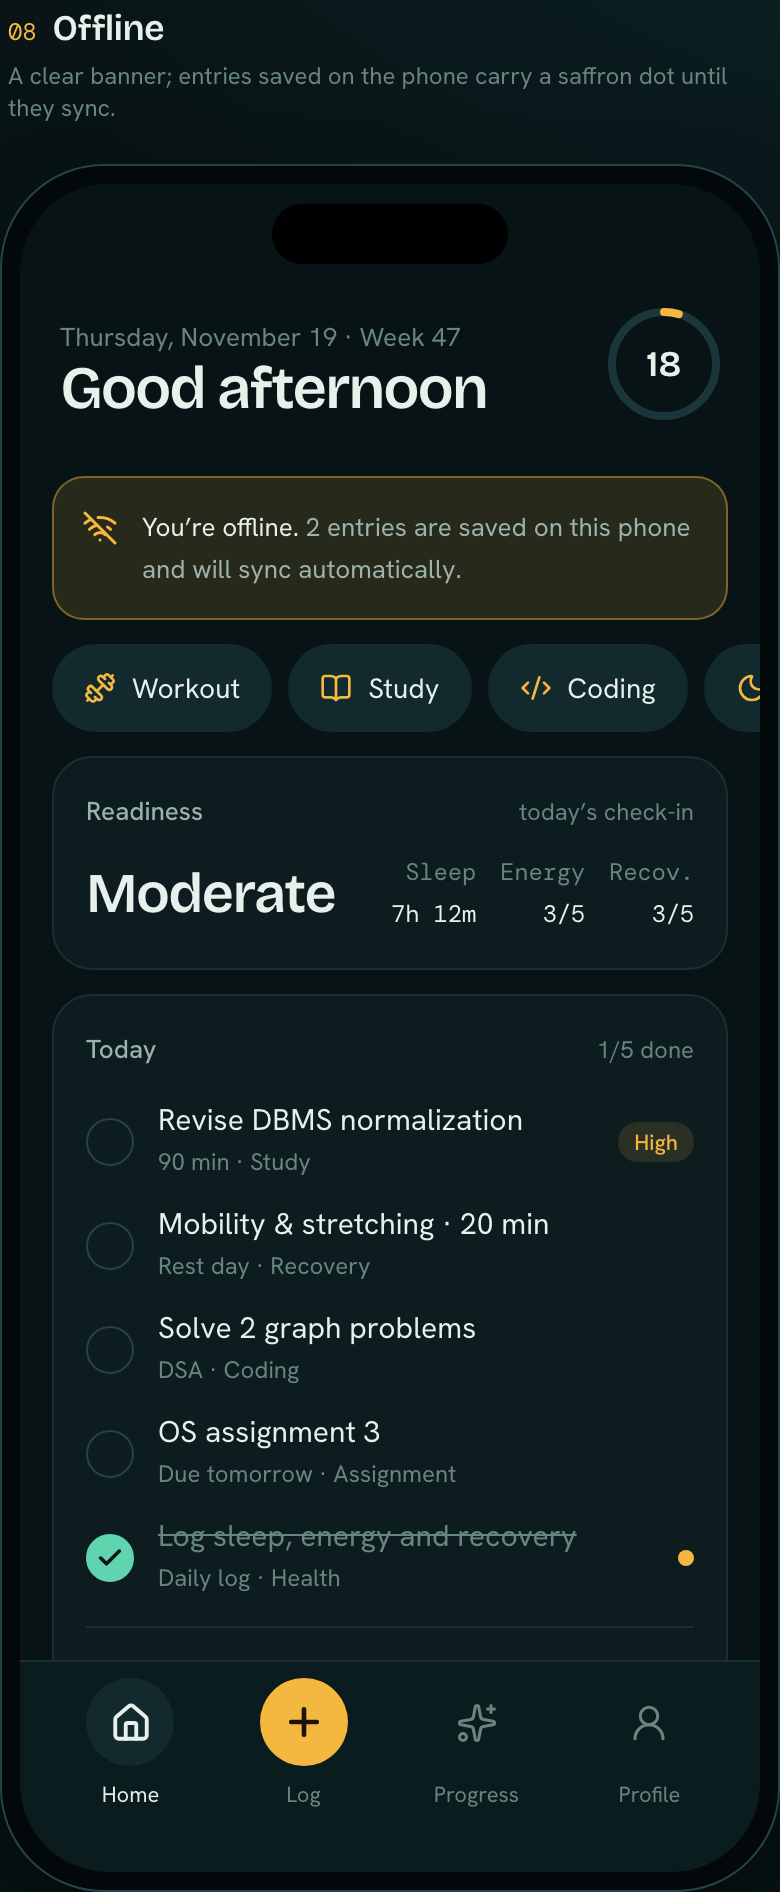 08 Offline
A clear banner; entries saved on the phone carry a saffron dot until
they sync.
Thursday, November 19 · Week 47
Good afternoon
18
You’re offline. 2 entries are saved on this phone
and will sync automatically.
Workout
Study
Coding
Readiness
today’s check-in
Moderate
Sleep Energy Recov.
7h 12m 3/5 3/5
Today
1/5 done
Revise DBMS normalization
90 min · Study
High
Mobility & stretching · 20 min
Rest day · Recovery
Solve 2 graph problems
DSA · Coding
OS assignment 3
Due tomorrow · Assignment
Log sleep, energy and recovery
Daily log · Health
Home
Log
Progress
Profile